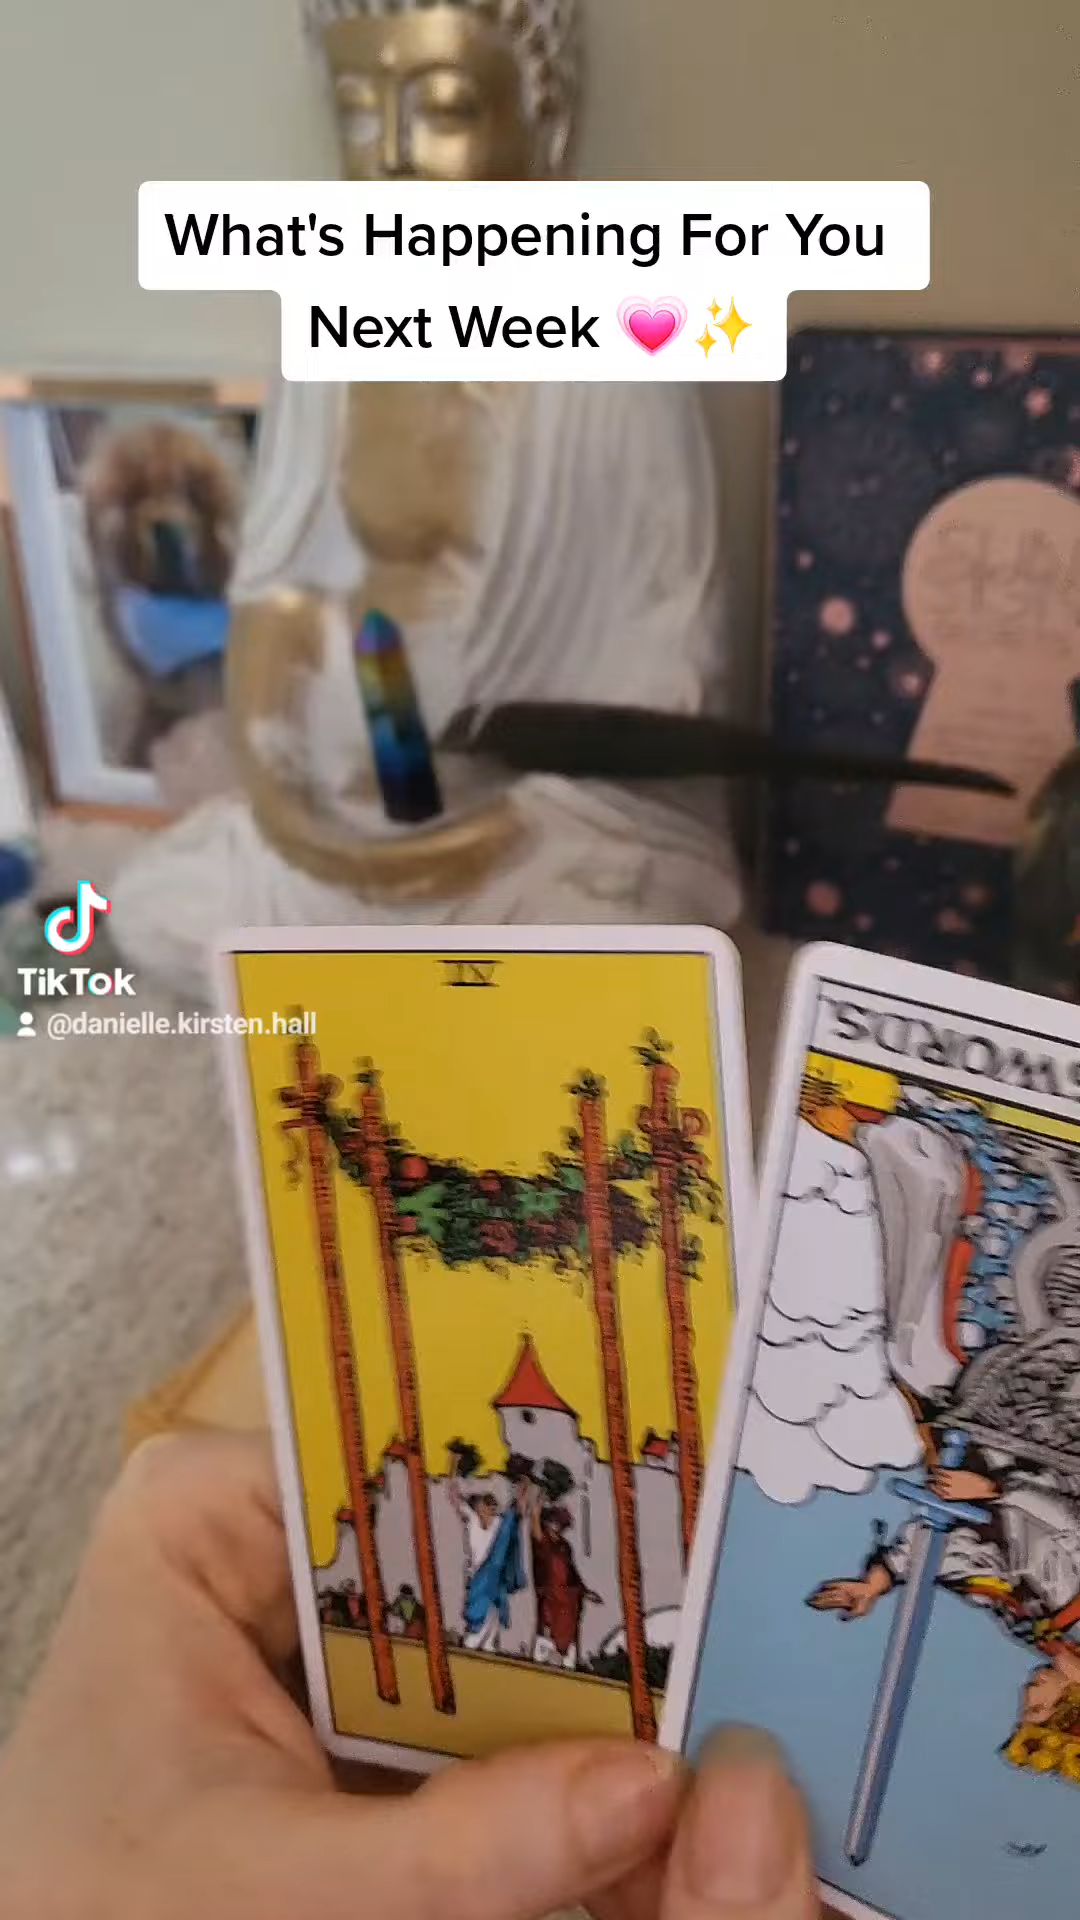 What's Happening For You
Next Week 💗✨
TikTok
@danielle.kirsten.hall
IV
SWORDS.